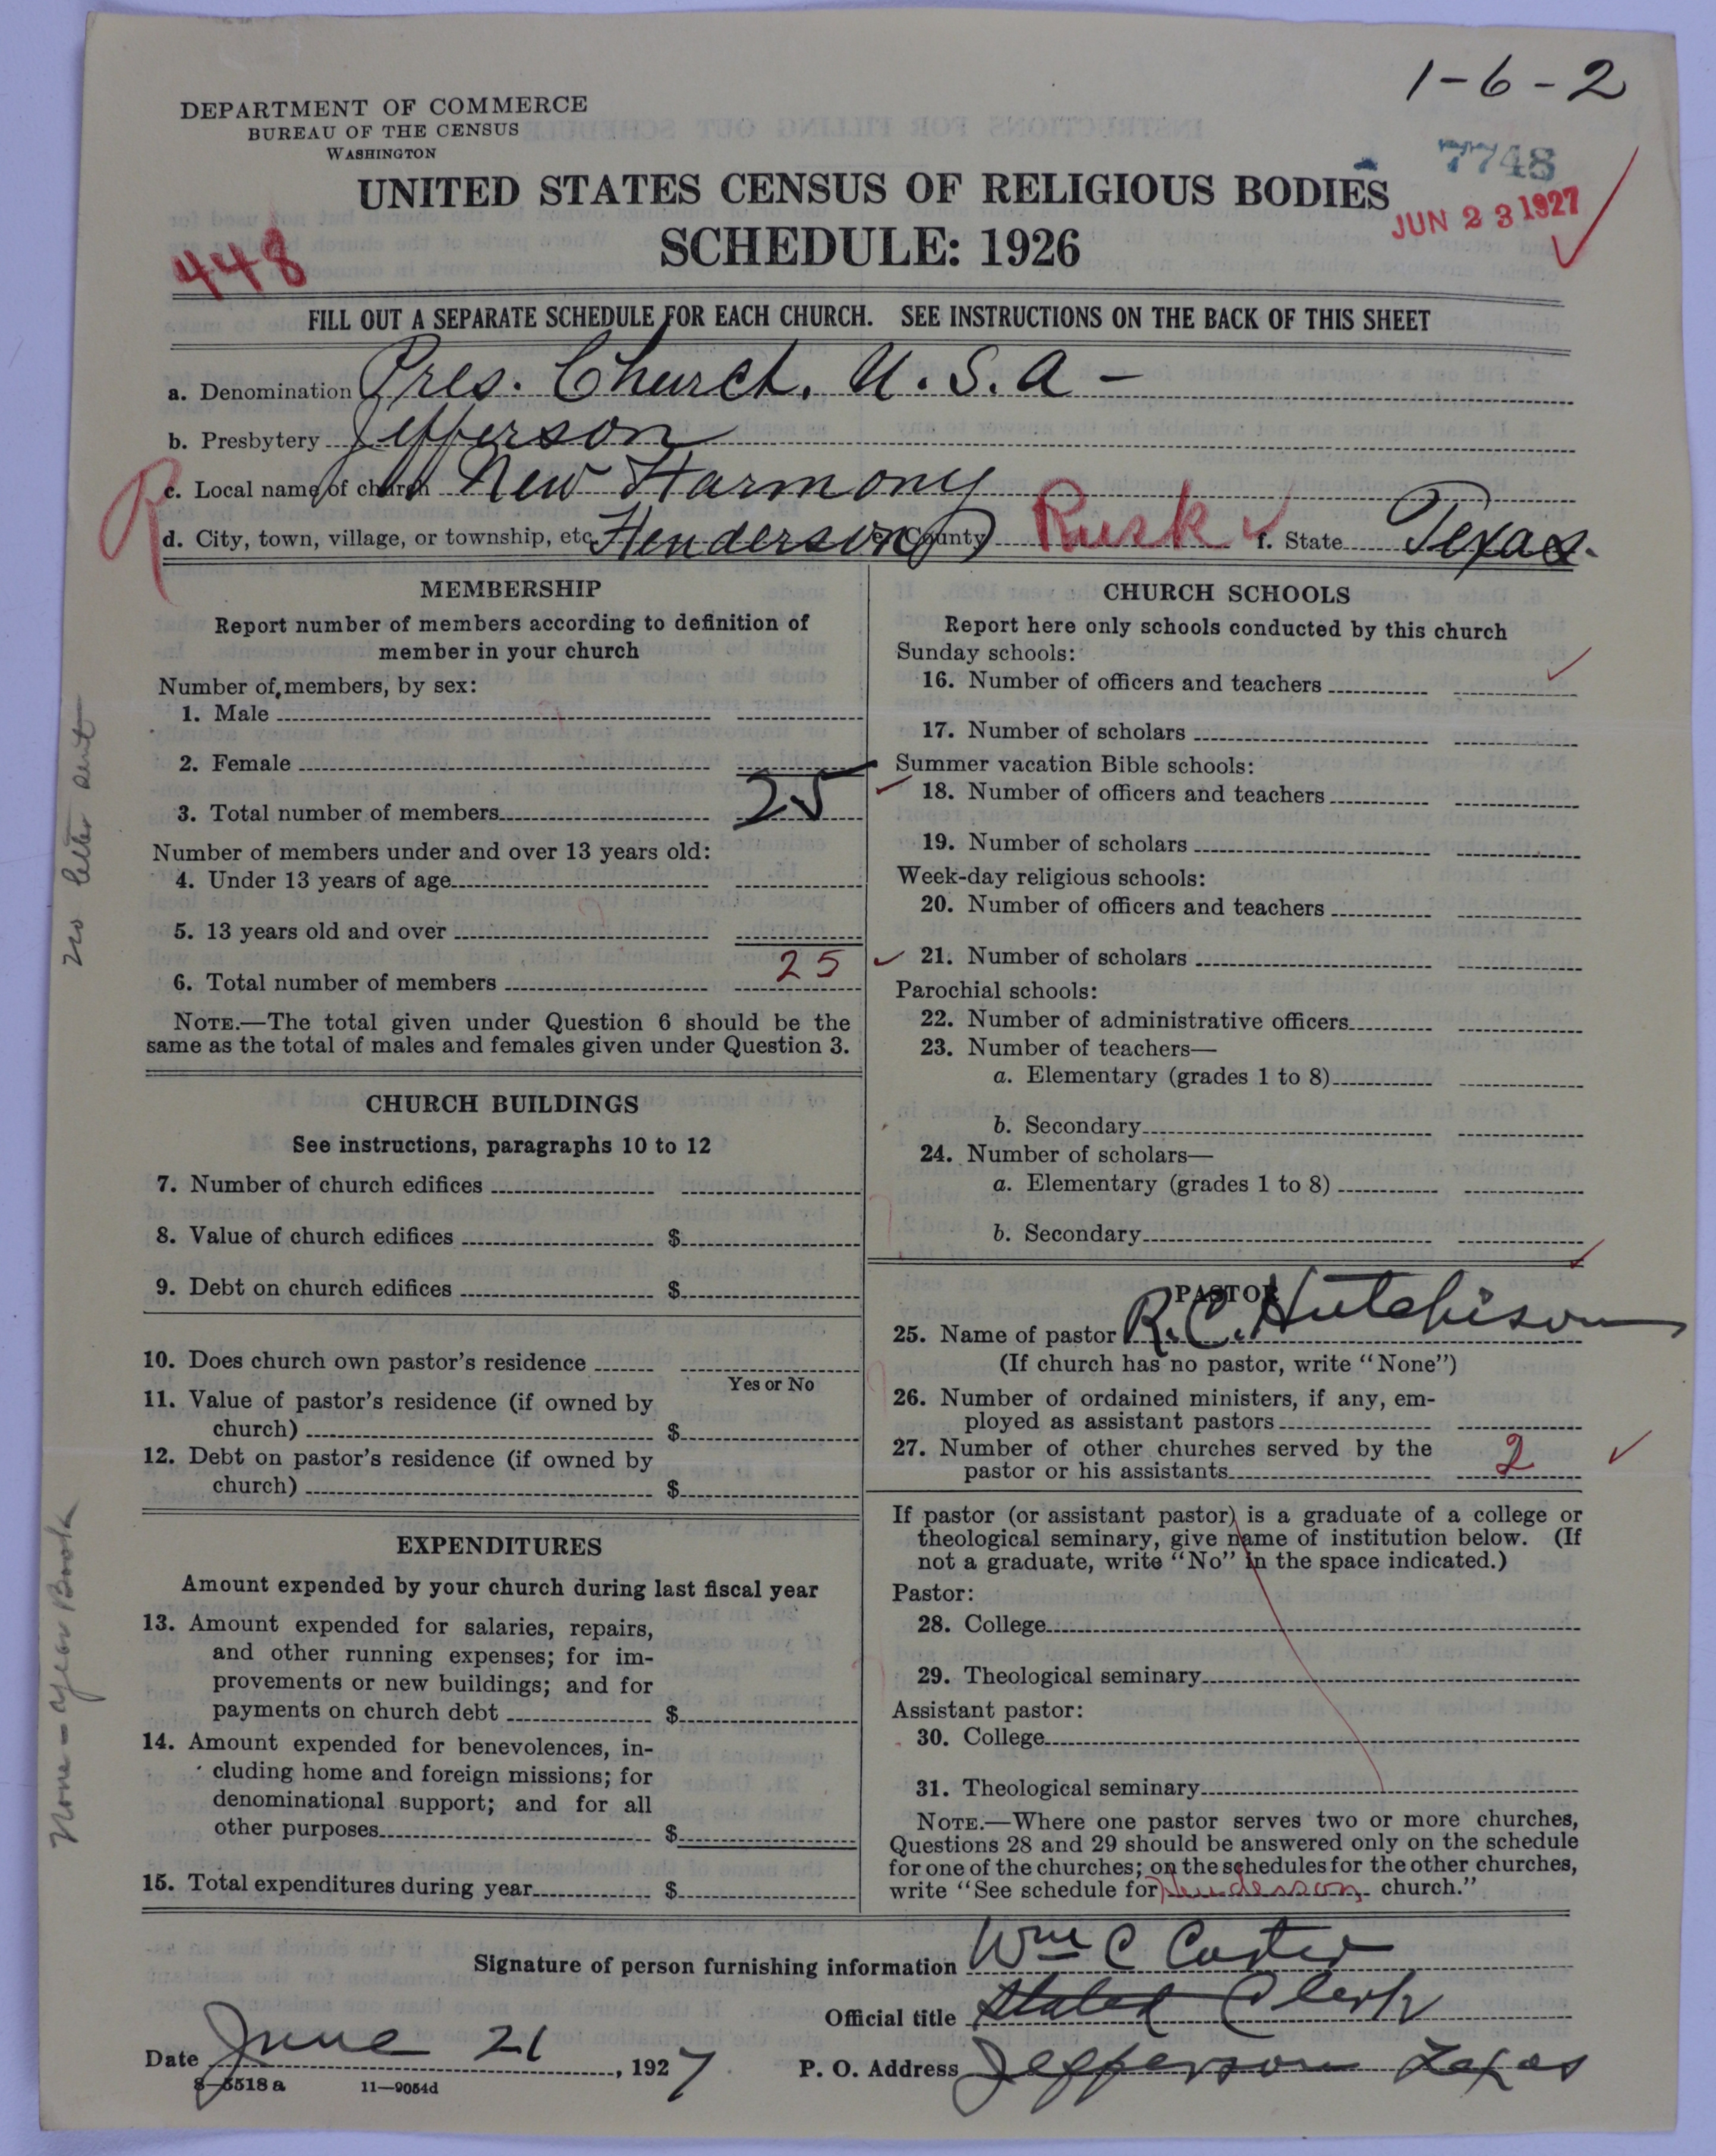 1-6-2
DEPARTMENT OF COMMERCE
BUREAU OF THE CENSUS
WASHINGTON
7748
UNITED STATES CENSUS OF RELIGIOUS BODIES
JUN 23 1927
SCHEDULE: 1926
448
FILL OUT A SEPARATE SCHEDULE FOR EACH CHURCH. SEE INSTRUCTIONS ON THE BACK OF THIS SHEET
a. Denomination Pres. Church. U.S.A -
b. Presbytery Jefferson
R
c. Local name of church New Harmony
d. City, town, village, or township, etc. Henderson e. County Rusk f. State Texas.
MEMBERSHIP
Report number of members according to definition of
member in your church
Number of members, by sex:
1. Male
2. Female
3. Total number of members 25
Number of members under and over 13 years old:
4. Under 13 years of age
5. 13 years old and over
6. Total number of members 25
NOTE.—The total given under Question 6 should be the
same as the total of males and females given under Question 3.
CHURCH BUILDINGS
See instructions, paragraphs 10 to 12
7. Number of church edifices
8. Value of church edifices $
9. Debt on church edifices $
10. Does church own pastor's residence
Yes or No
11. Value of pastor's residence (if owned by
church) $
12. Debt on pastor's residence (if owned by
church) $
EXPENDITURES
Amount expended by your church during last fiscal year
13. Amount expended for salaries, repairs,
and other running expenses; for im-
provements or new buildings; and for
payments on church debt $
14. Amount expended for benevolences, in-
cluding home and foreign missions; for
denominational support; and for all
other purposes $
15. Total expenditures during year $
no letter sent
None - Year Book
CHURCH SCHOOLS
Report here only schools conducted by this church
Sunday schools:
16. Number of officers and teachers
17. Number of scholars
Summer vacation Bible schools:
18. Number of officers and teachers
19. Number of scholars
Week-day religious schools:
20. Number of officers and teachers
21. Number of scholars
Parochial schools:
22. Number of administrative officers
23. Number of teachers—
a. Elementary (grades 1 to 8)
b. Secondary
24. Number of scholars—
a. Elementary (grades 1 to 8)
b. Secondary
PASTOR
25. Name of pastor R.C. Hutchison
(If church has no pastor, write "None")
26. Number of ordained ministers, if any, em-
ployed as assistant pastors
27. Number of other churches served by the
pastor or his assistants 2
If pastor (or assistant pastor) is a graduate of a college or
theological seminary, give name of institution below. (If
not a graduate, write "No" in the space indicated.)
Pastor:
28. College
29. Theological seminary
Assistant pastor:
30. College
31. Theological seminary
NOTE.—Where one pastor serves two or more churches,
Questions 28 and 29 should be answered only on the schedule
for one of the churches; on the schedules for the other churches,
write "See schedule for Henderson church."
Signature of person furnishing information Wm C Carter
Official title Stated Clerk
Date June 21, 1927 P. O. Address Jefferson Texas
8—5518 a 11—9054d